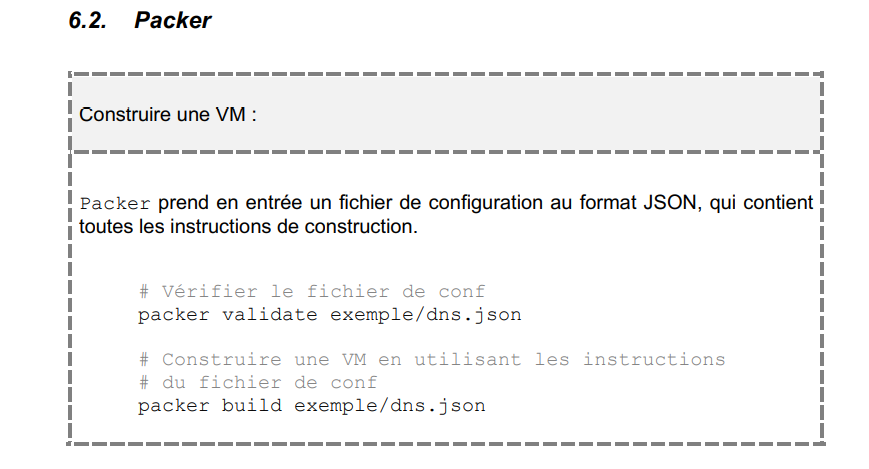 6.2. Packer
Construire une VM :
Packer prend en entrée un fichier de configuration au format JSON, qui contient
toutes les instructions de construction.
# Vérifier le fichier de conf
packer validate exemple/dns.json
# Construire une VM en utilisant les instructions
# du fichier de conf
packer build exemple/dns.json